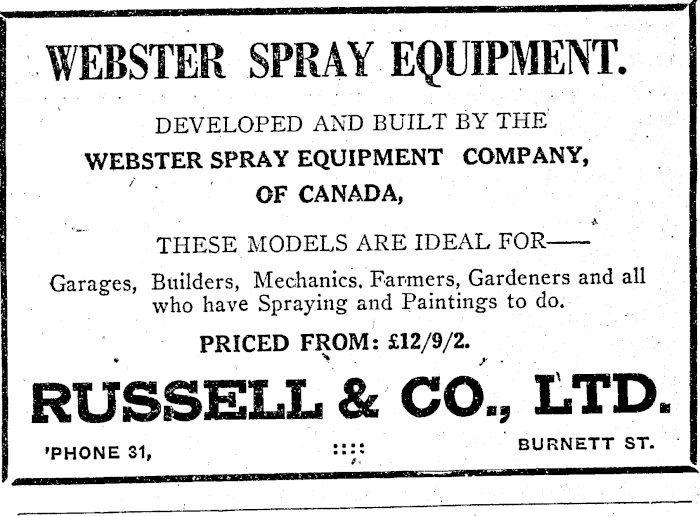 WEBSTER SPRAY EQUIPMENT.
DEVELOPED AND BUILT BY THE
WEBSTER SPRAY EQUIPMENT COMPANY,
OF CANADA,
THESE MODELS ARE IDEAL FOR——
Garages, Builders, Mechanics, Farmers, Gardeners and all
who have Spraying and Paintings to do.
PRICED FROM: £12/9/2.
RUSSELL & CO., LTD.
'PHONE 31, :::: BURNETT ST.